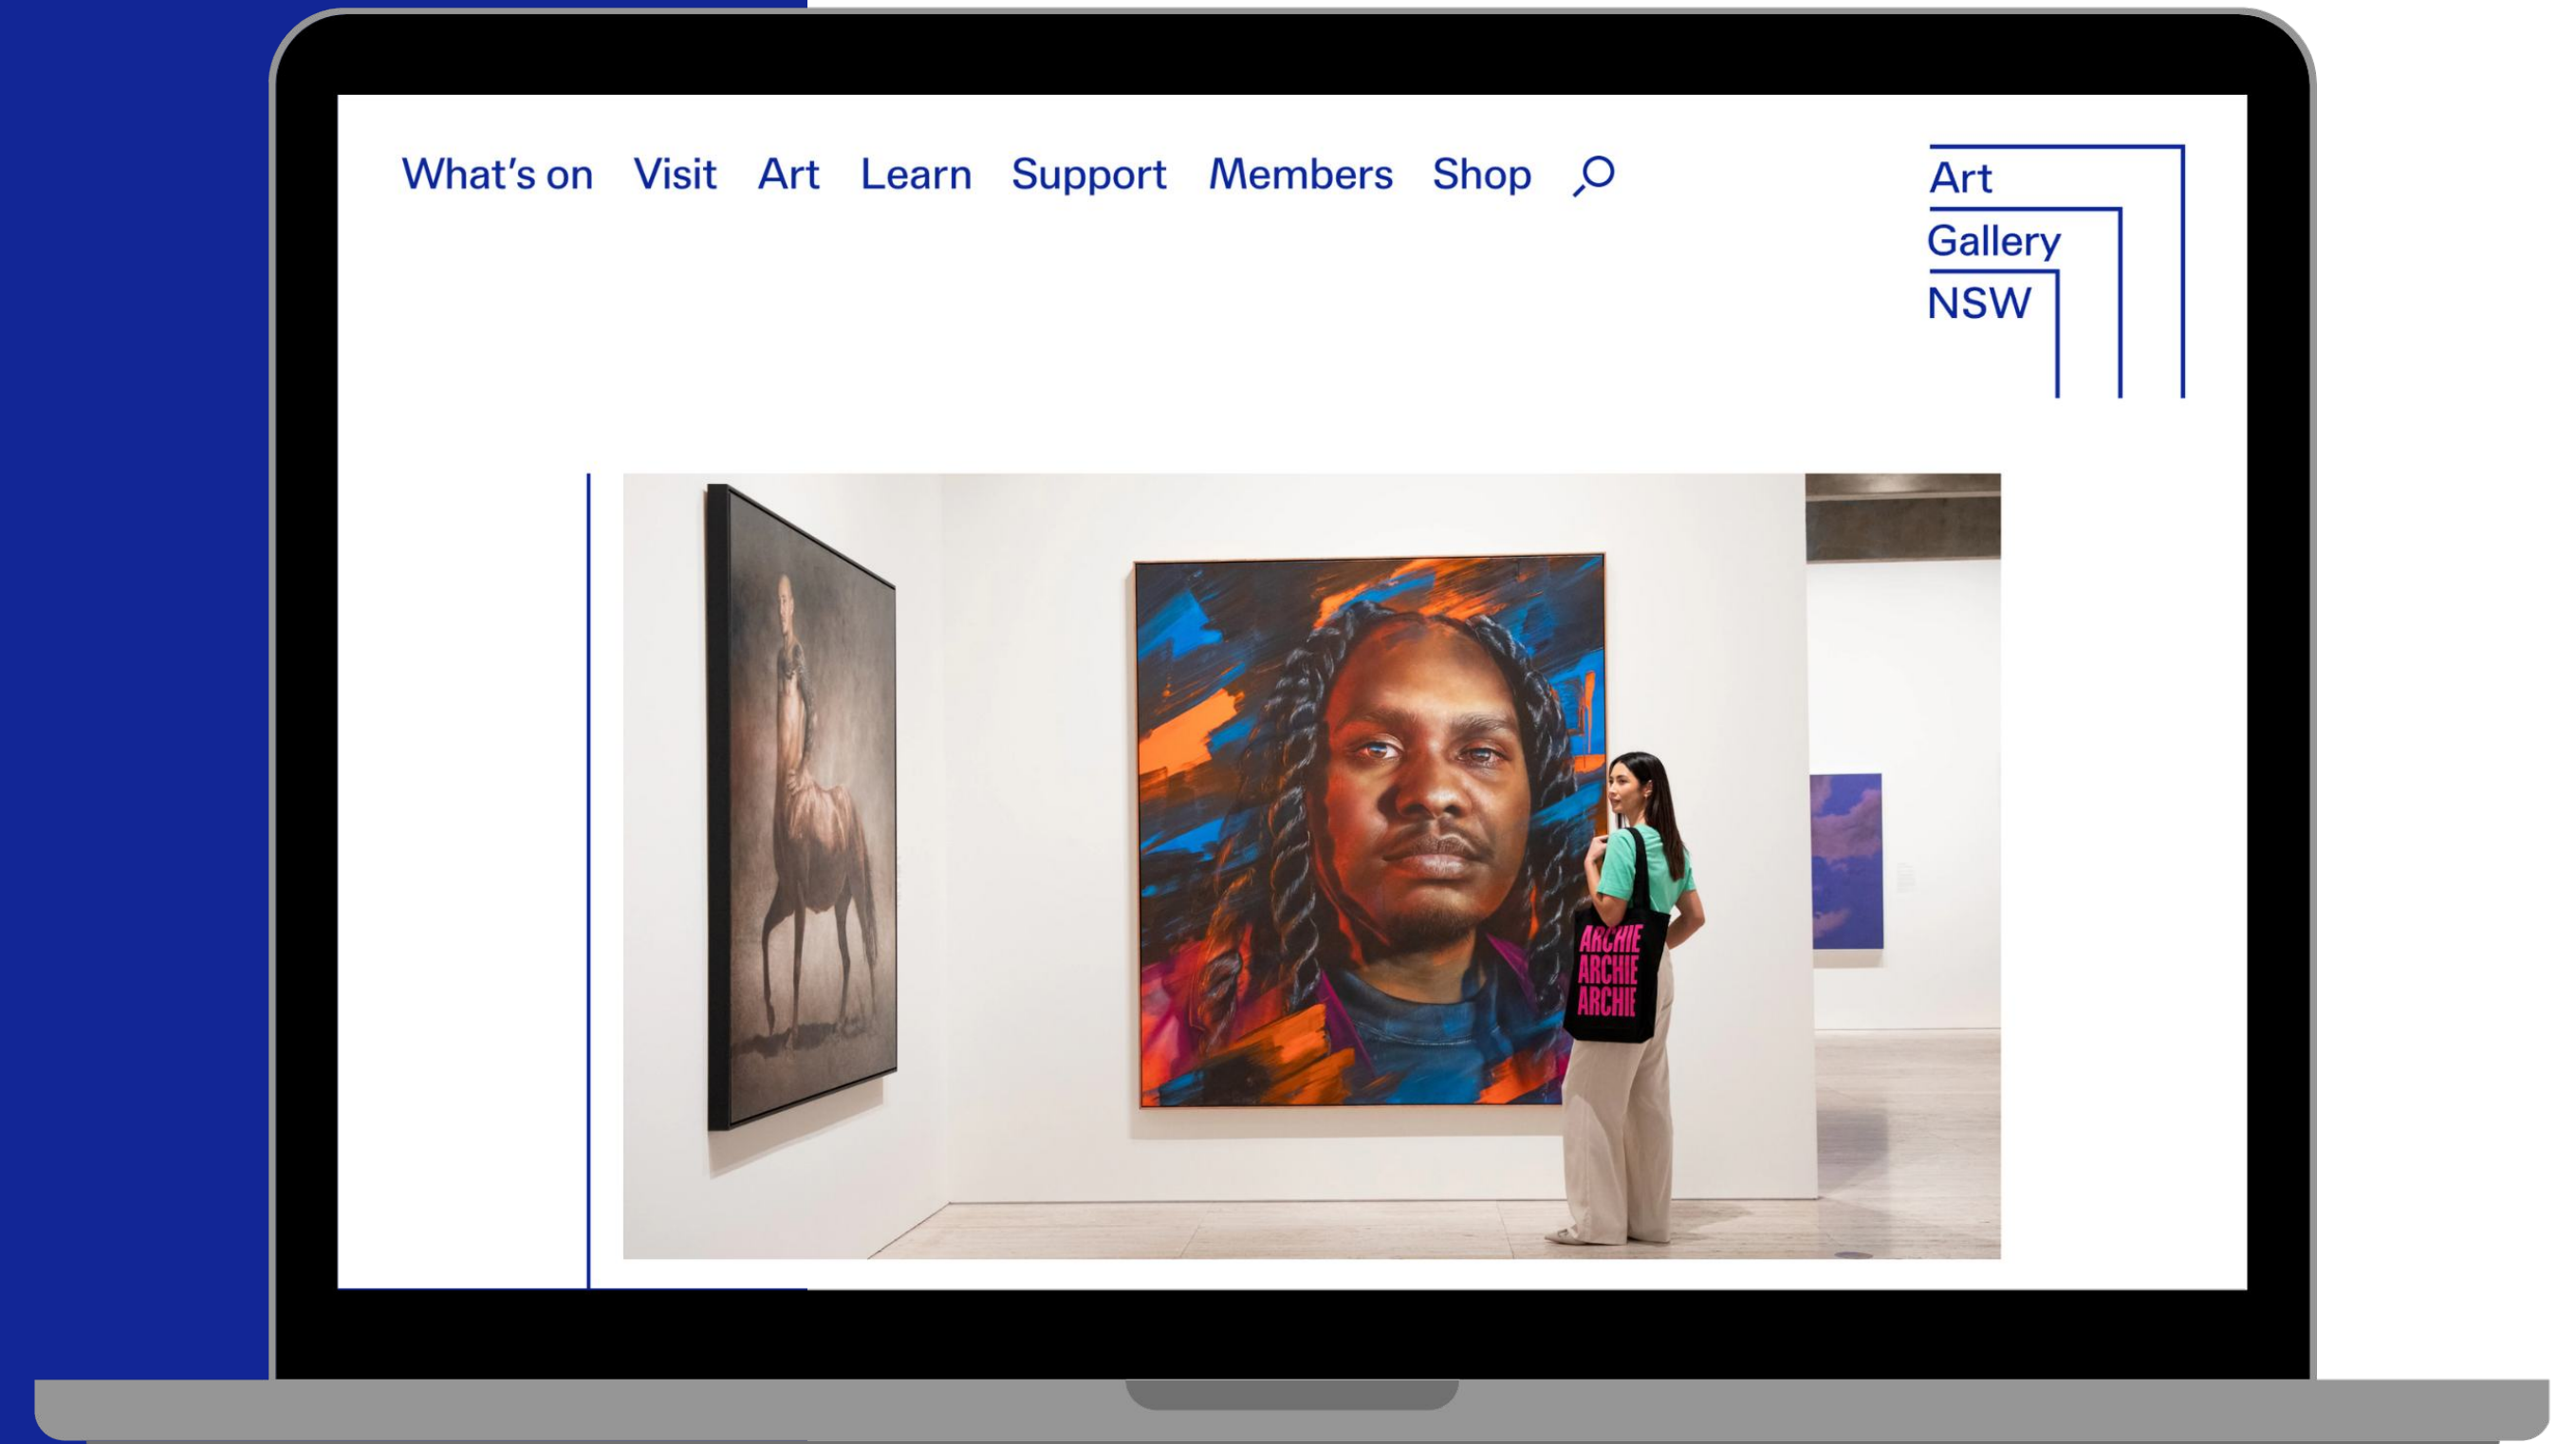 What's on Visit Art Learn Support Members Shop
Art
Gallery
NSW
ARCHIE
ARCHIE
ARCHIE